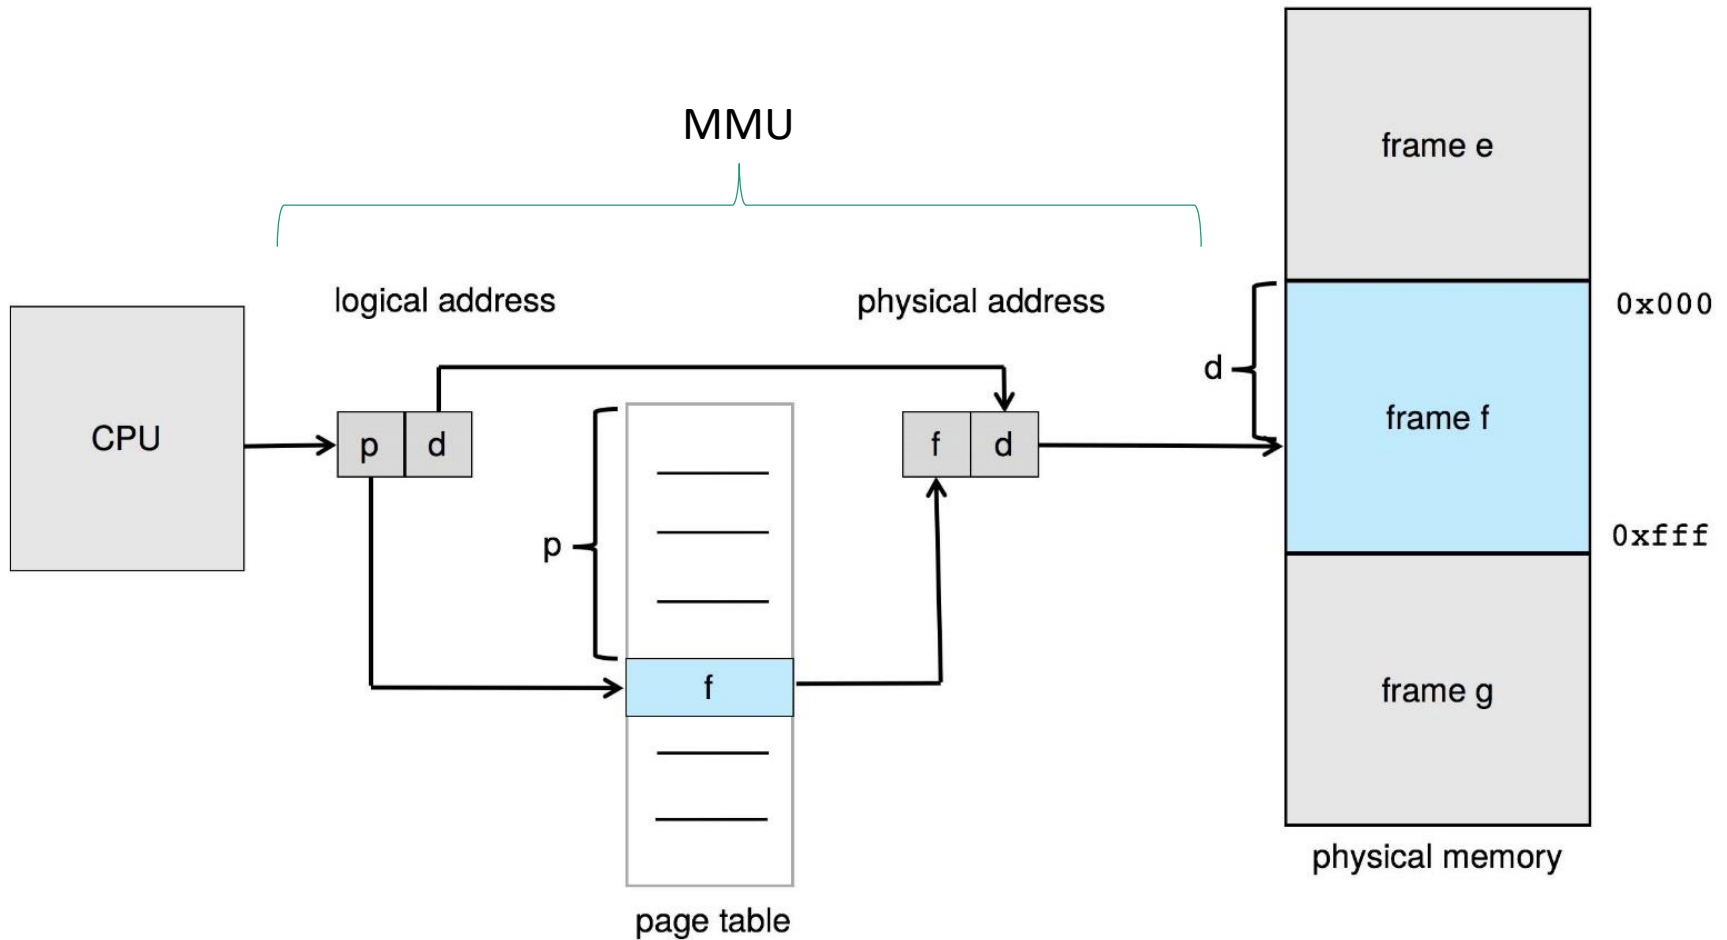 MMU
frame e
logical address
physical address
0x000
d
CPU
p
d
f
d
frame f
p
0xfff
f
frame g
physical memory
page table